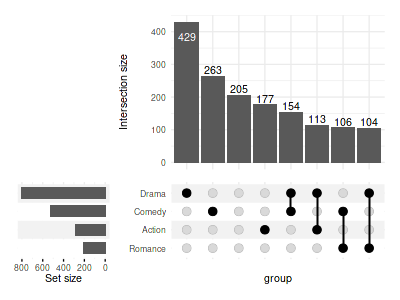 Intersection size
400
300
200
100
0
429
263
205
177
154
113
106
104
Drama
Comedy
Action
Romance
800 600 400 200 0
Set size
group